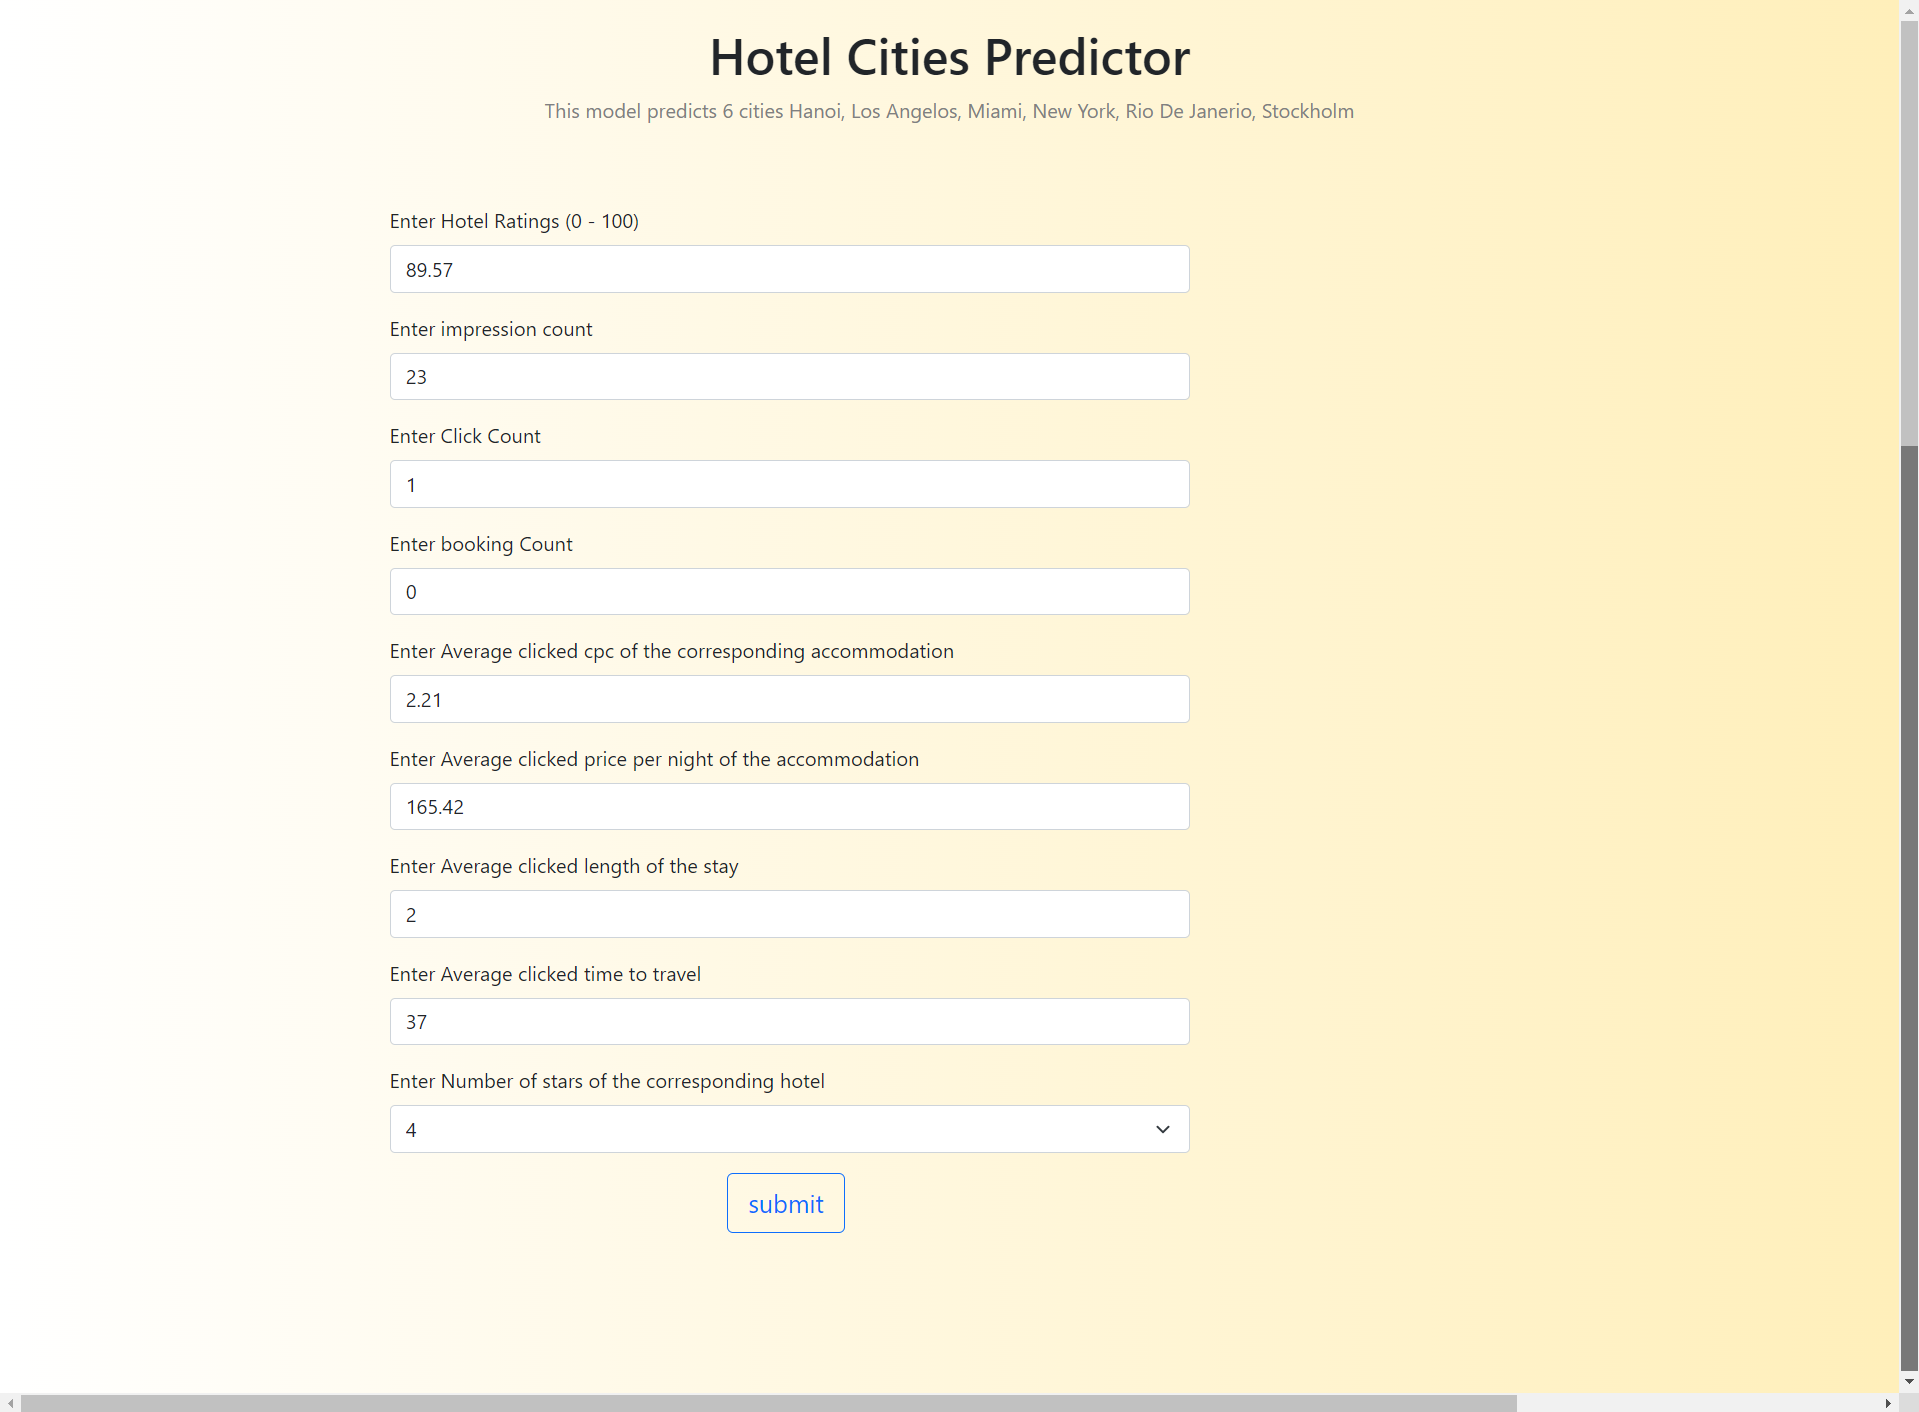 Hotel Cities Predictor
This model predicts 6 cities Hanoi, Los Angelos, Miami, New York, Rio De Janerio, Stockholm
Enter Hotel Ratings (0 - 100)
89.57
Enter impression count
23
Enter Click Count
1
Enter booking Count
0
Enter Average clicked cpc of the corresponding accommodation
2.21
Enter Average clicked price per night of the accommodation
165.42
Enter Average clicked length of the stay
2
Enter Average clicked time to travel
37
Enter Number of stars of the corresponding hotel
4
submit